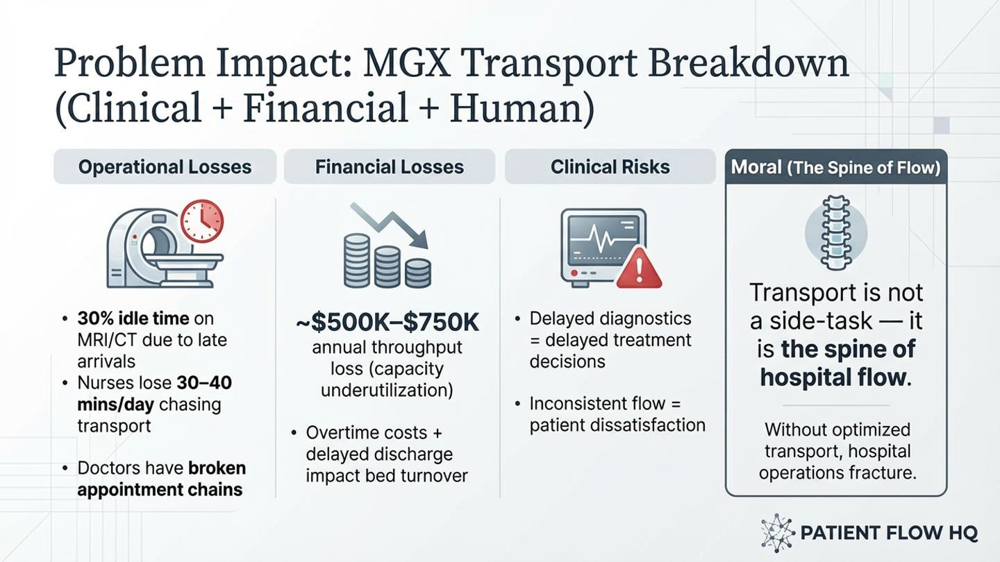 Problem Impact: MGX Transport Breakdown
(Clinical + Financial + Human)
Operational Losses
• 30% idle time on
MRI/CT due to late
arrivals
• Nurses lose 30–40
mins/day chasing
transport
• Doctors have broken
appointment chains
Financial Losses
~$500K–$750K
annual throughput
loss (capacity
underutilization)
• Overtime costs +
delayed discharge
impact bed turnover
Clinical Risks
• Delayed diagnostics
= delayed treatment
decisions
• Inconsistent flow =
patient dissatisfaction
Moral (The Spine of Flow)
Transport is not
a side-task — it
is the spine of
hospital flow.
Without optimized
transport, hospital
operations fracture.
PATIENT FLOW HQ